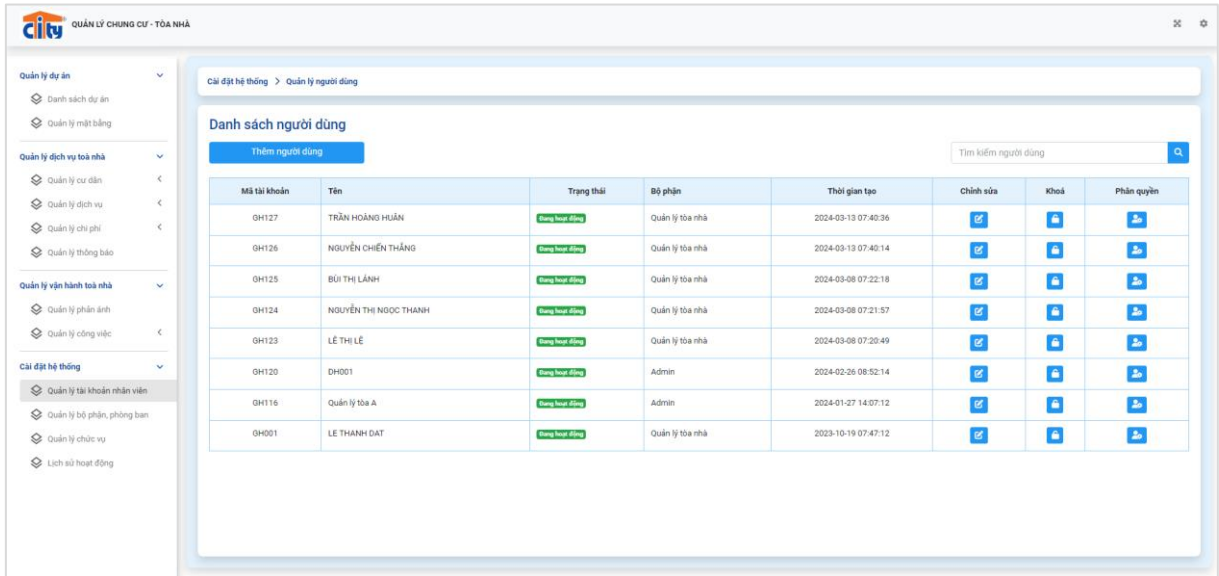 city QUẢN LÝ CHUNG CƯ - TÒA NHÀ
Quản lý dự án
Danh sách dự án
Quản lý mặt bằng
Quản lý dịch vụ toà nhà
Quản lý cư dân
Quản lý dịch vụ
Quản lý chi phí
Quản lý thông báo
Quản lý vận hành toà nhà
Quản lý phản ánh
Quản lý công việc
Cài đặt hệ thống
Quản lý tài khoản nhân viên
Quản lý bộ phận, phòng ban
Quản lý chức vụ
Lịch sử hoạt động
Cài đặt hệ thống > Quản lý người dùng
Danh sách người dùng
Thêm người dùng
Tìm kiếm người dùng
Mã tài khoản Tên Trạng thái Bộ phận Thời gian tạo Chỉnh sửa Khoá Phân quyền
GH127 TRẦN HOÀNG HUÂN Đang hoạt động Quản lý tòa nhà 2024-03-13 07:40:36
GH126 NGUYỄN CHIẾN THẮNG Đang hoạt động Quản lý tòa nhà 2024-03-13 07:40:14
GH125 BÙI THỊ LÁNH Đang hoạt động Quản lý tòa nhà 2024-03-08 07:22:18
GH124 NGUYỄN THỊ NGỌC THANH Đang hoạt động Quản lý tòa nhà 2024-03-08 07:21:57
GH123 LÊ THỊ LỆ Đang hoạt động Quản lý tòa nhà 2024-03-08 07:20:49
GH120 DH001 Đang hoạt động Admin 2024-02-26 08:52:14
GH116 Quản lý tòa A Đang hoạt động Admin 2024-01-27 14:07:12
GH001 LE THANH DAT Đang hoạt động Quản lý tòa nhà 2023-10-19 07:47:12